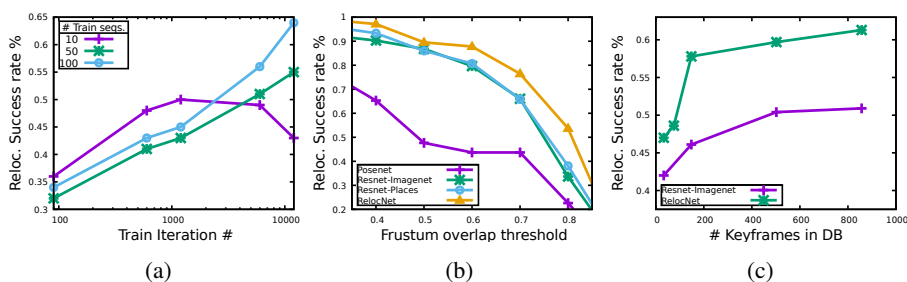 Reloc. Success rate %
0.65
0.6
0.55
0.5
0.45
0.4
0.35
0.3
# Train seqs.
10
50
100
100
1000
10000
Train Iteration #
(a)
Reloc. Success rate %
1
0.9
0.8
0.7
0.6
0.5
0.4
0.3
0.2
Posenet
Resnet-Imagenet
Resnet-Places
RelocNet
0.4
0.5
0.6
0.7
0.8
Frustum overlap threshold
(b)
Reloc. Success rate %
0.6
0.55
0.5
0.45
0.4
Resnet-Imagenet
RelocNet
0
200
400
600
800
1000
# Keyframes in DB
(c)